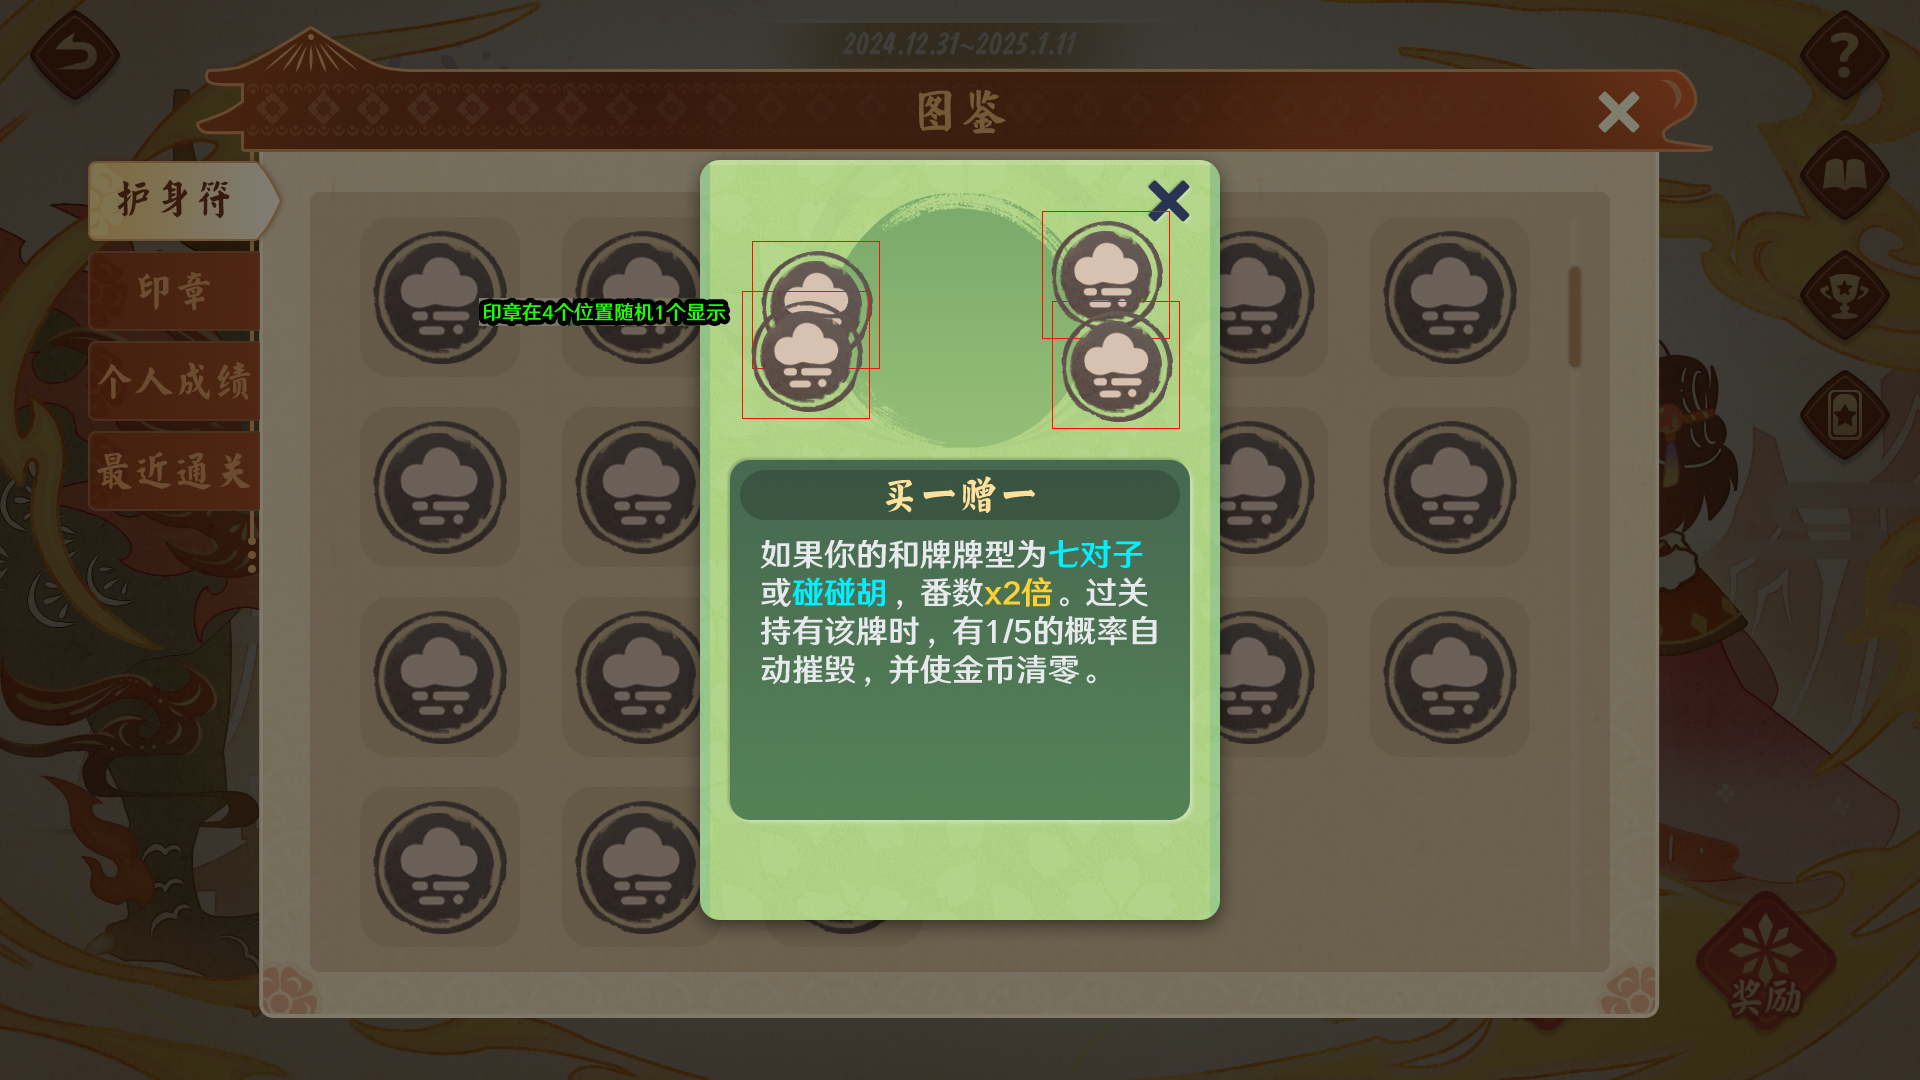 2024.12.31~2025.1.11
图鉴
护身符
印章
个人成绩
最近通关
印章在4个位置随机1个显示
买一赠一
如果你的和牌牌型为七对子
或碰碰胡，番数x2倍。过关
持有该牌时，有1/5的概率自
动摧毁，并使金币清零。
奖励